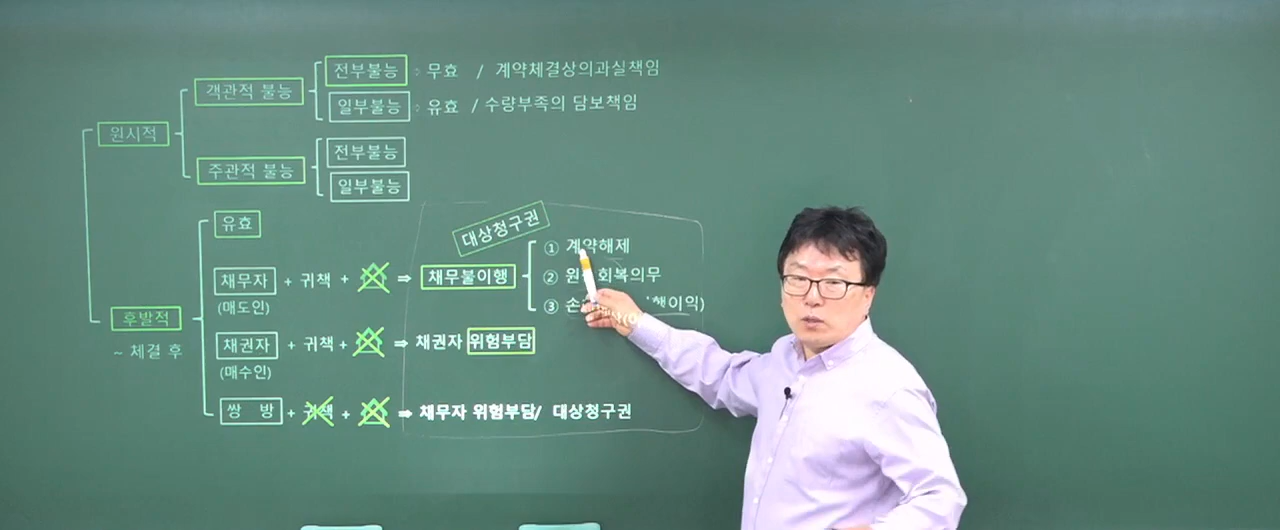 원시적
객관적 불능
전부불능 : 무효 / 계약체결상의과실책임
일부불능 : 유효 / 수량부족의 담보책임
주관적 불능
전부불능
일부불능
후발적
~ 체결 후
유효
채무자 + 귀책 + ⇒ 채무불이행
(매도인)
대상청구권
① 계약해제
② 원 회복의무
③ 손 행이익)
채권자 + 귀책 + ⇒ 채권자 위험부담
(매수인)
쌍 방 + 귀책 + ⇒ 채무자 위험부담/ 대상청구권